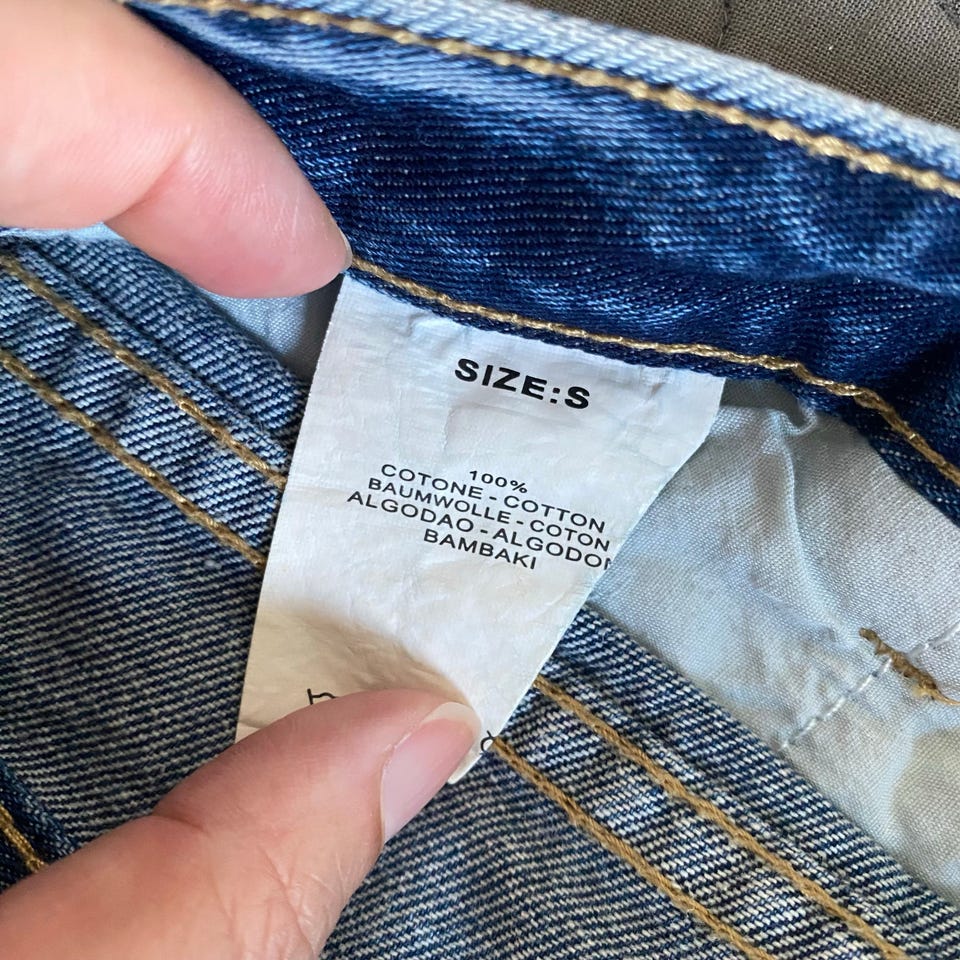 SIZE:S
100%
COTONE - COTTON
BAUMWOLLE - COTON
ALGODAO - ALGODON
BAMBAKI